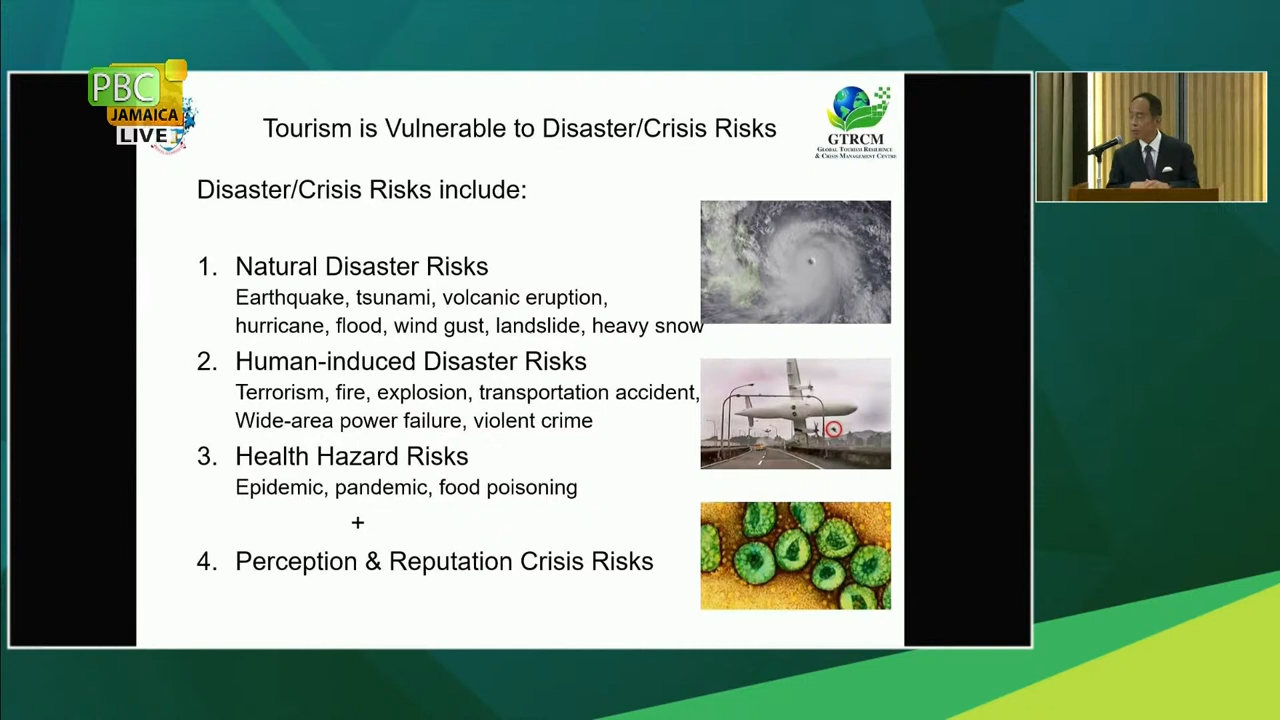 PBC
JAMAICA
LIVE
Tourism is Vulnerable to Disaster/Crisis Risks
GTRCM
GLOBAL TOURISM RESILIENCE
& CRISIS MANAGEMENT CENTRE
Disaster/Crisis Risks include:
1. Natural Disaster Risks
Earthquake, tsunami, volcanic eruption,
hurricane, flood, wind gust, landslide, heavy snow
2. Human-induced Disaster Risks
Terrorism, fire, explosion, transportation accident,
Wide-area power failure, violent crime
3. Health Hazard Risks
Epidemic, pandemic, food poisoning
+
4. Perception & Reputation Crisis Risks